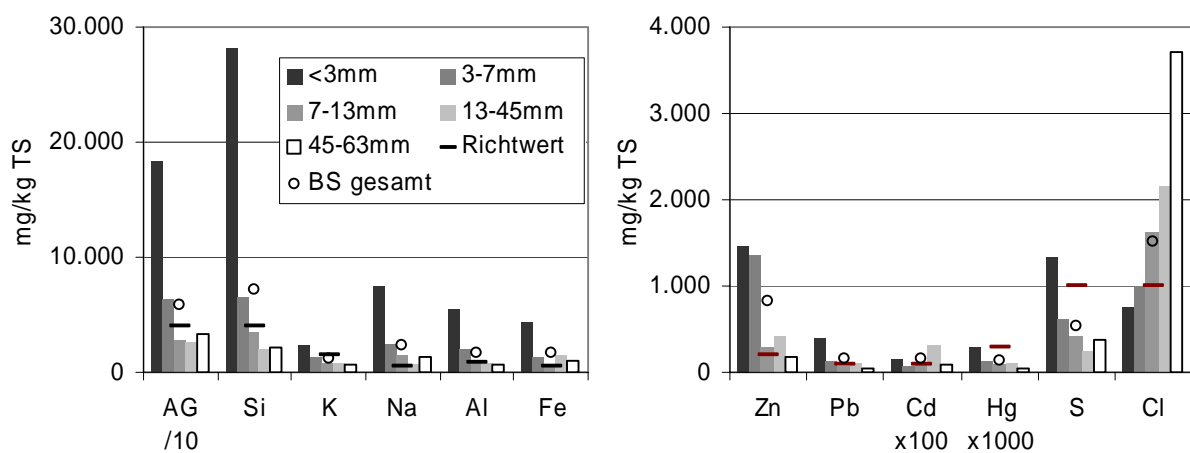 30.000
20.000
10.000
0
mg/kg TS
<3mm 3-7mm
7-13mm 13-45mm
45-63mm Richtwert
BS gesamt
AG Si K Na Al Fe
/10
4.000
3.000
2.000
1.000
0
mg/kg TS
Zn Pb Cd Hg S Cl
x100 x1000